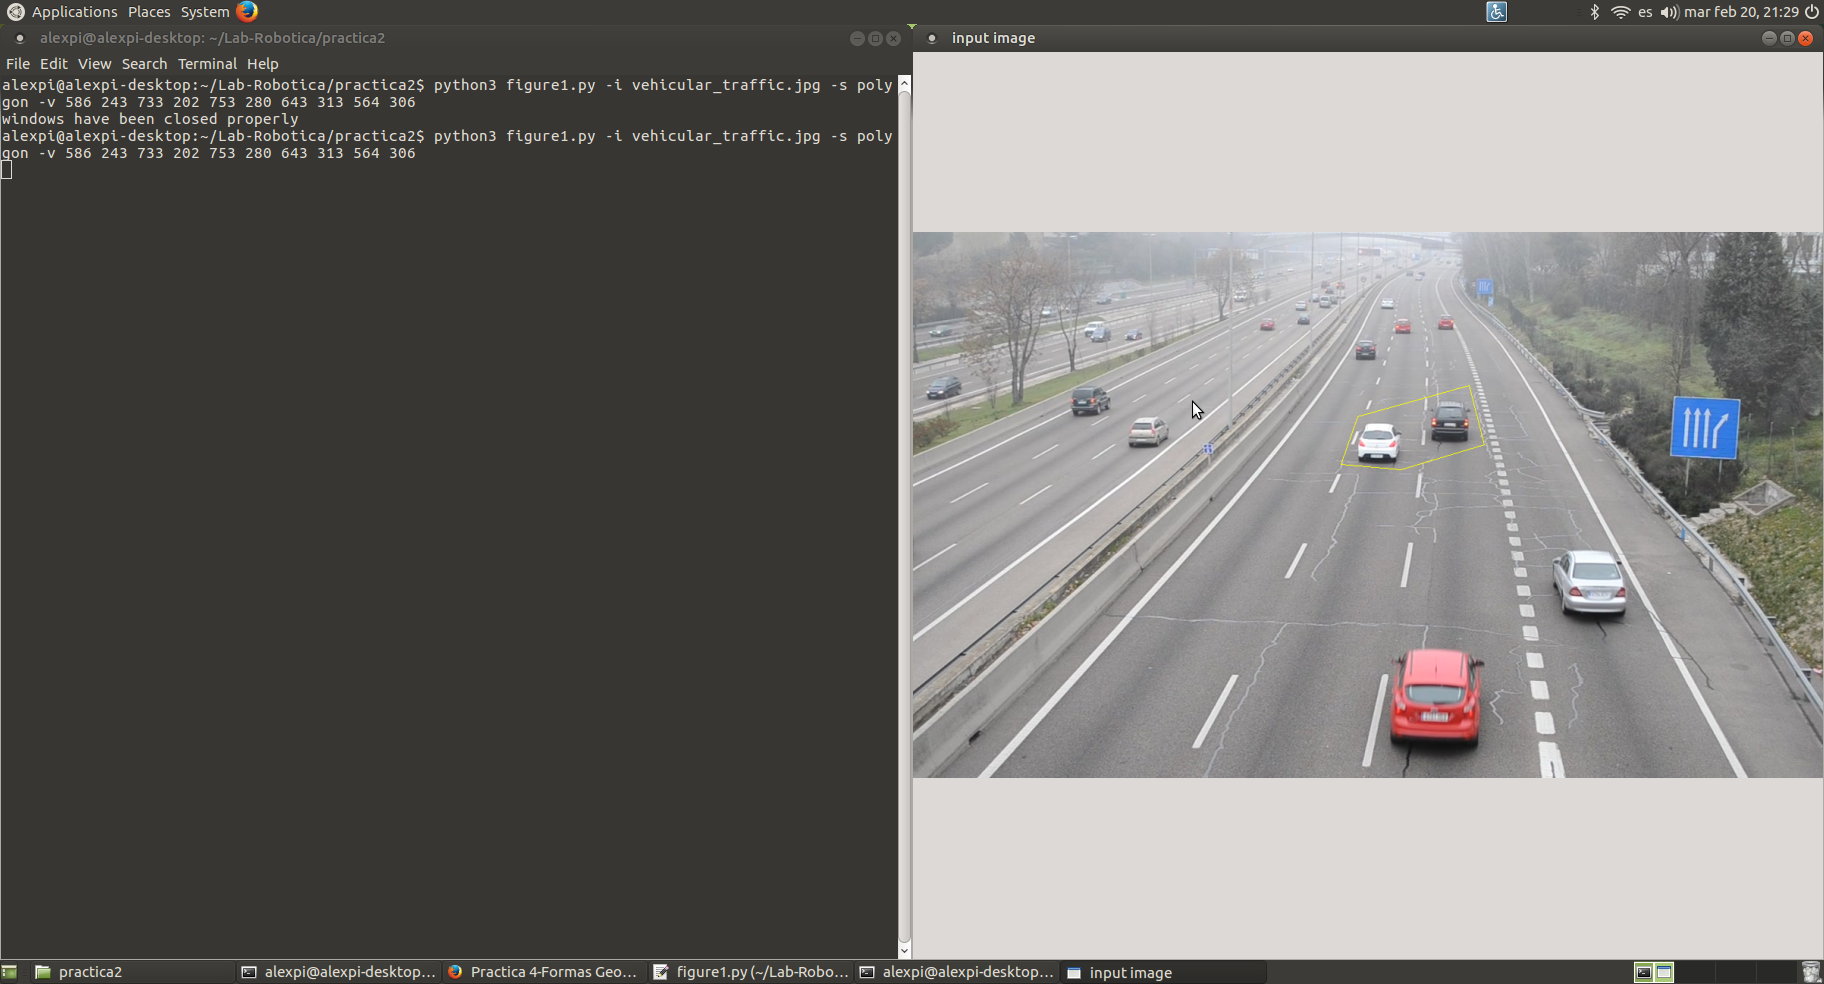 Applications Places System
es mar feb 20, 21:29
alexpi@alexpi-desktop: ~/Lab-Robotica/practica2
File Edit View Search Terminal Help
alexpi@alexpi-desktop:~/Lab-Robotica/practica2$ python3 figure1.py -i vehicular_traffic.jpg -s poly
gon -v 586 243 733 202 753 280 643 313 564 306
windows have been closed properly
alexpi@alexpi-desktop:~/Lab-Robotica/practica2$ python3 figure1.py -i vehicular_traffic.jpg -s poly
gon -v 586 243 733 202 753 280 643 313 564 306
input image
practica2
alexpi@alexpi-desktop...
Practica 4-Formas Geo...
figure1.py (~/Lab-Robo...
alexpi@alexpi-desktop...
input image